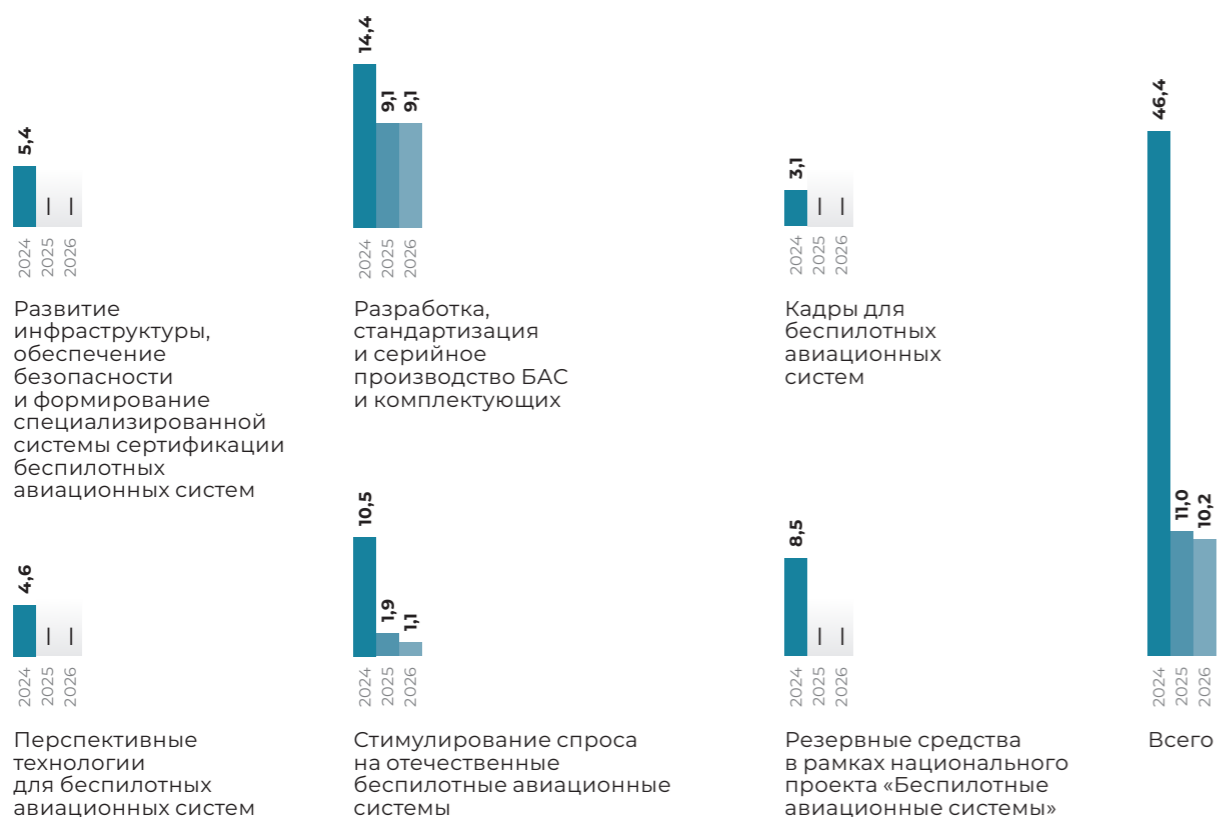 5,4
2024
2025
2026
Развитие
инфраструктуры,
обеспечение
безопасности
и формирование
специализированной
системы сертификации
беспилотных
авиационных систем
14,4
9,1
9,1
2024
2025
2026
Разработка,
стандартизация
и серийное
производство БАС
и комплектующих
3,1
2024
2025
2026
Кадры для
беспилотных
авиационных
систем
4,6
2024
2025
2026
Перспективные
технологии
для беспилотных
авиационных систем
10,5
1,9
1,1
2024
2025
2026
Стимулирование спроса
на отечественные
беспилотные авиационные
системы
8,5
2024
2025
2026
Резервные средства
в рамках национального
проекта «Беспилотные
авиационные системы»
46,4
11,0
10,2
2024
2025
2026
Всего